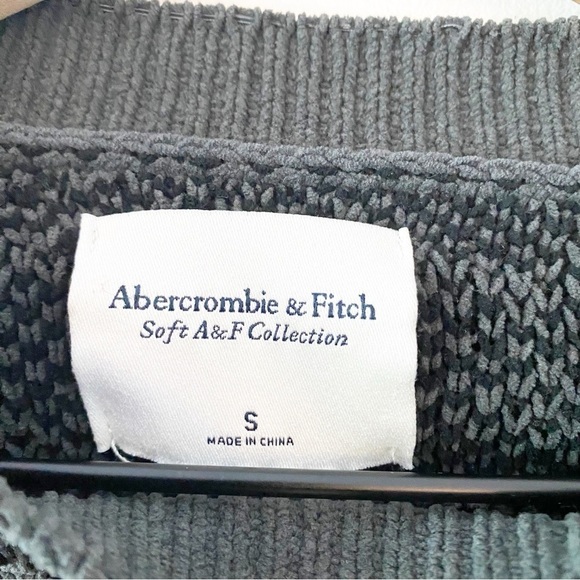 Abercrombie & Fitch
Soft A&F Collection
S
MADE IN CHINA